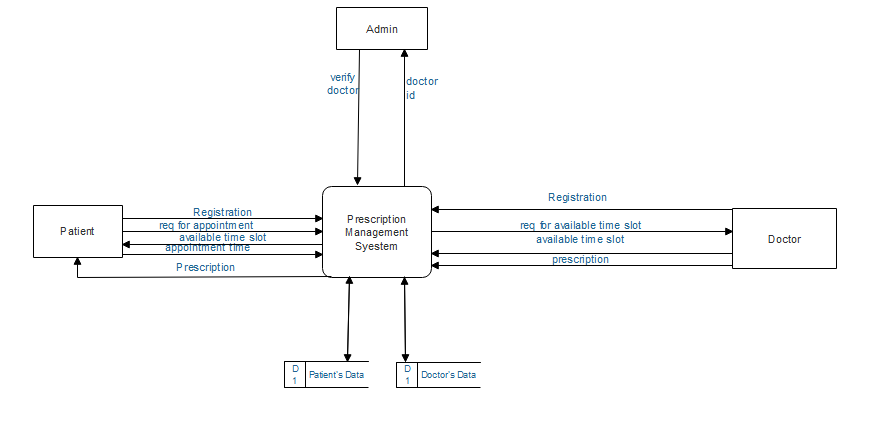 Admin
verify
doctor
doctor
id
Registration
Registration
Prescription
Management
Syestem
req for appointment
req for available time slot
Patient
available time slot
available time slot
Doctor
appointment time
prescription
Prescription
D
1
Patient's Data
D
1
Doctor's Data